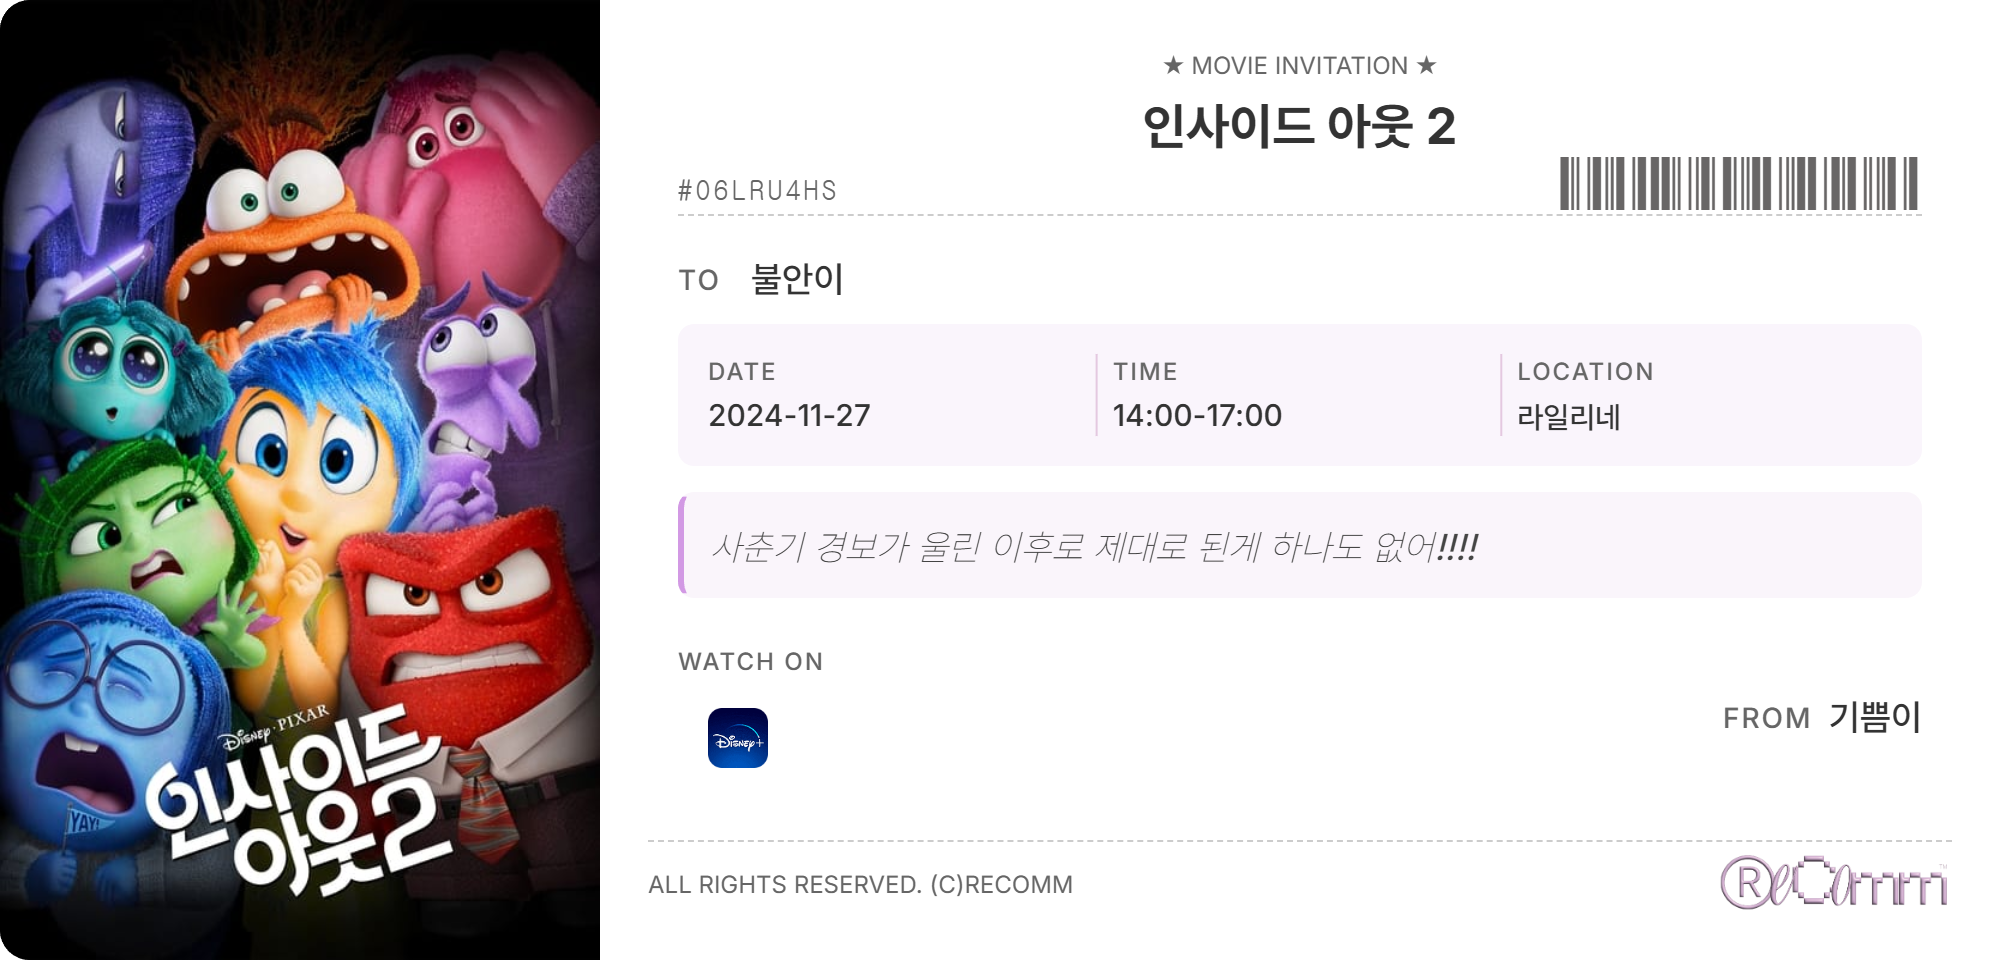 DISNEY · PIXAR
인사이드
아웃2
YAY!
★ MOVIE INVITATION ★
인사이드 아웃 2
#06LRU4HS
TO 불안이
DATE
2024-11-27
TIME
14:00-17:00
LOCATION
라일리네
사춘기 경보가 울린 이후로 제대로 된게 하나도 없어!!!!
WATCH ON
Disney+
FROM 기쁨이
ALL RIGHTS RESERVED. (C)RECOMM
ReComm™